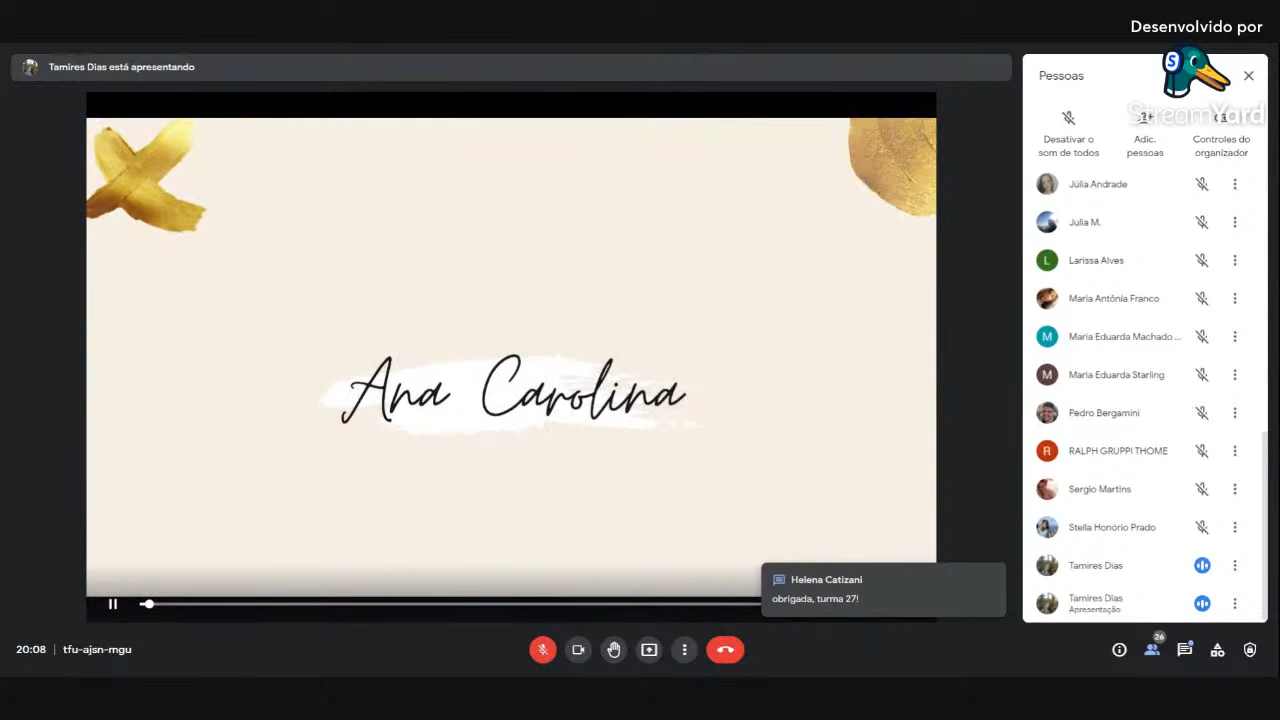 Desenvolvido por
StreamYard
Tamires Dias está apresentando
Pessoas
Desativar o
som de todos
Adic.
pessoas
Controles do
organizador
Júlia Andrade
Julia M.
Larissa Alves
Maria Antônia Franco
Maria Eduarda Machado ...
Maria Eduarda Starling
Pedro Bergamini
RALPH GRUPPI THOME
Sergio Martins
Stella Honório Prado
Tamires Dias
Tamires Dias
Apresentação
Ana Carolina
Helena Catizani
obrigada, turma 27!
20:08 | tfu-ajsn-mgu
26
L
M
M
R
S